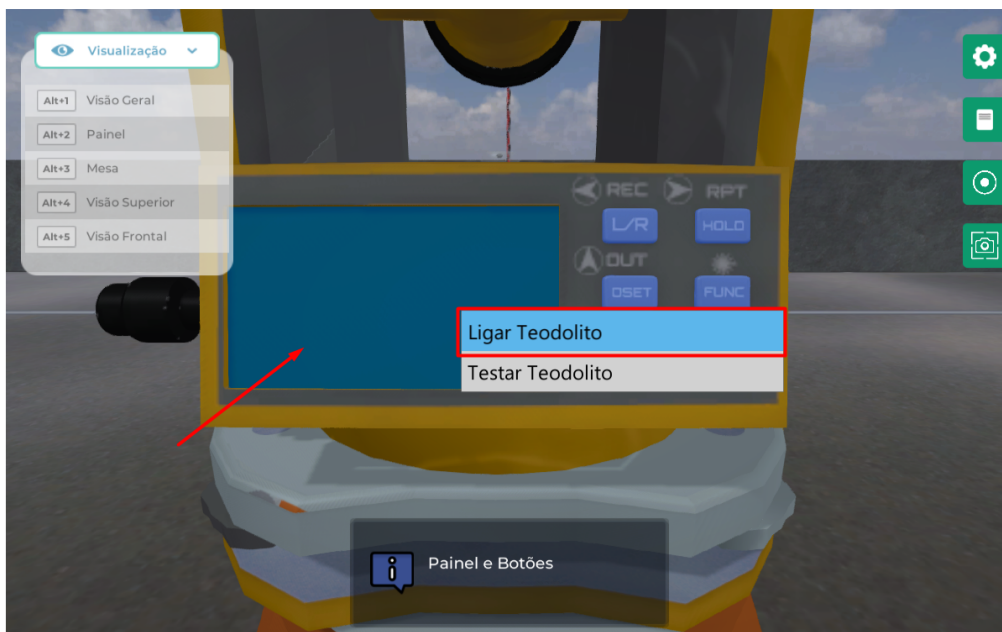 Visualização
Alt+1 Visão Geral
Alt+2 Painel
Alt+3 Mesa
Alt+4 Visão Superior
Alt+5 Visão Frontal
REC RPT
L/R HOLD
OUT
OSET FUNC
Ligar Teodolito
Testar Teodolito
Painel e Botões